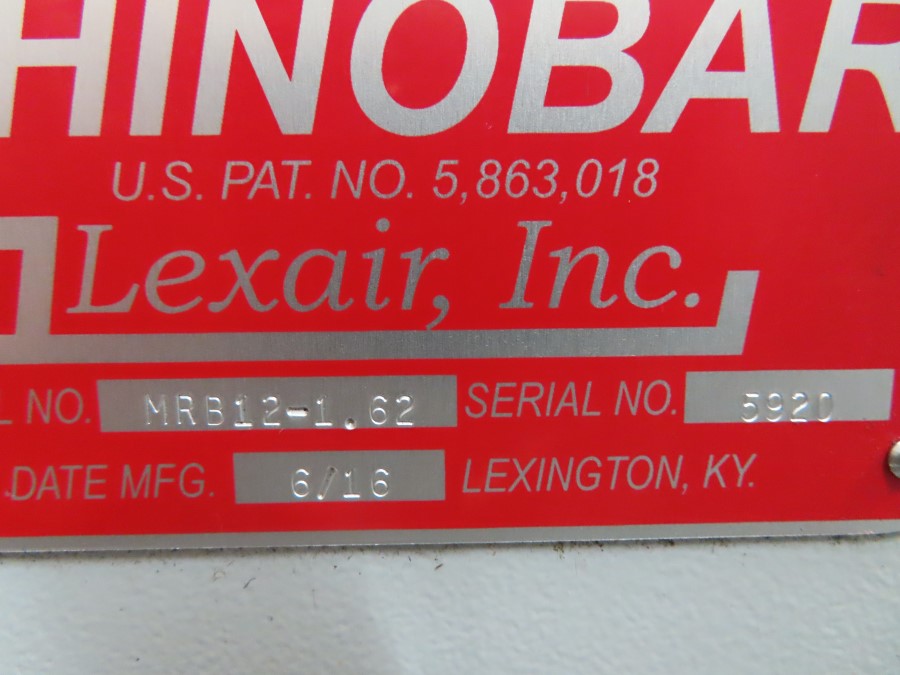 HINOBAR
U.S. PAT. NO. 5,863,018
Lexair, Inc.
L NO. MRB12-1.62 SERIAL NO. 592D
DATE MFG. 6/16 LEXINGTON, KY.